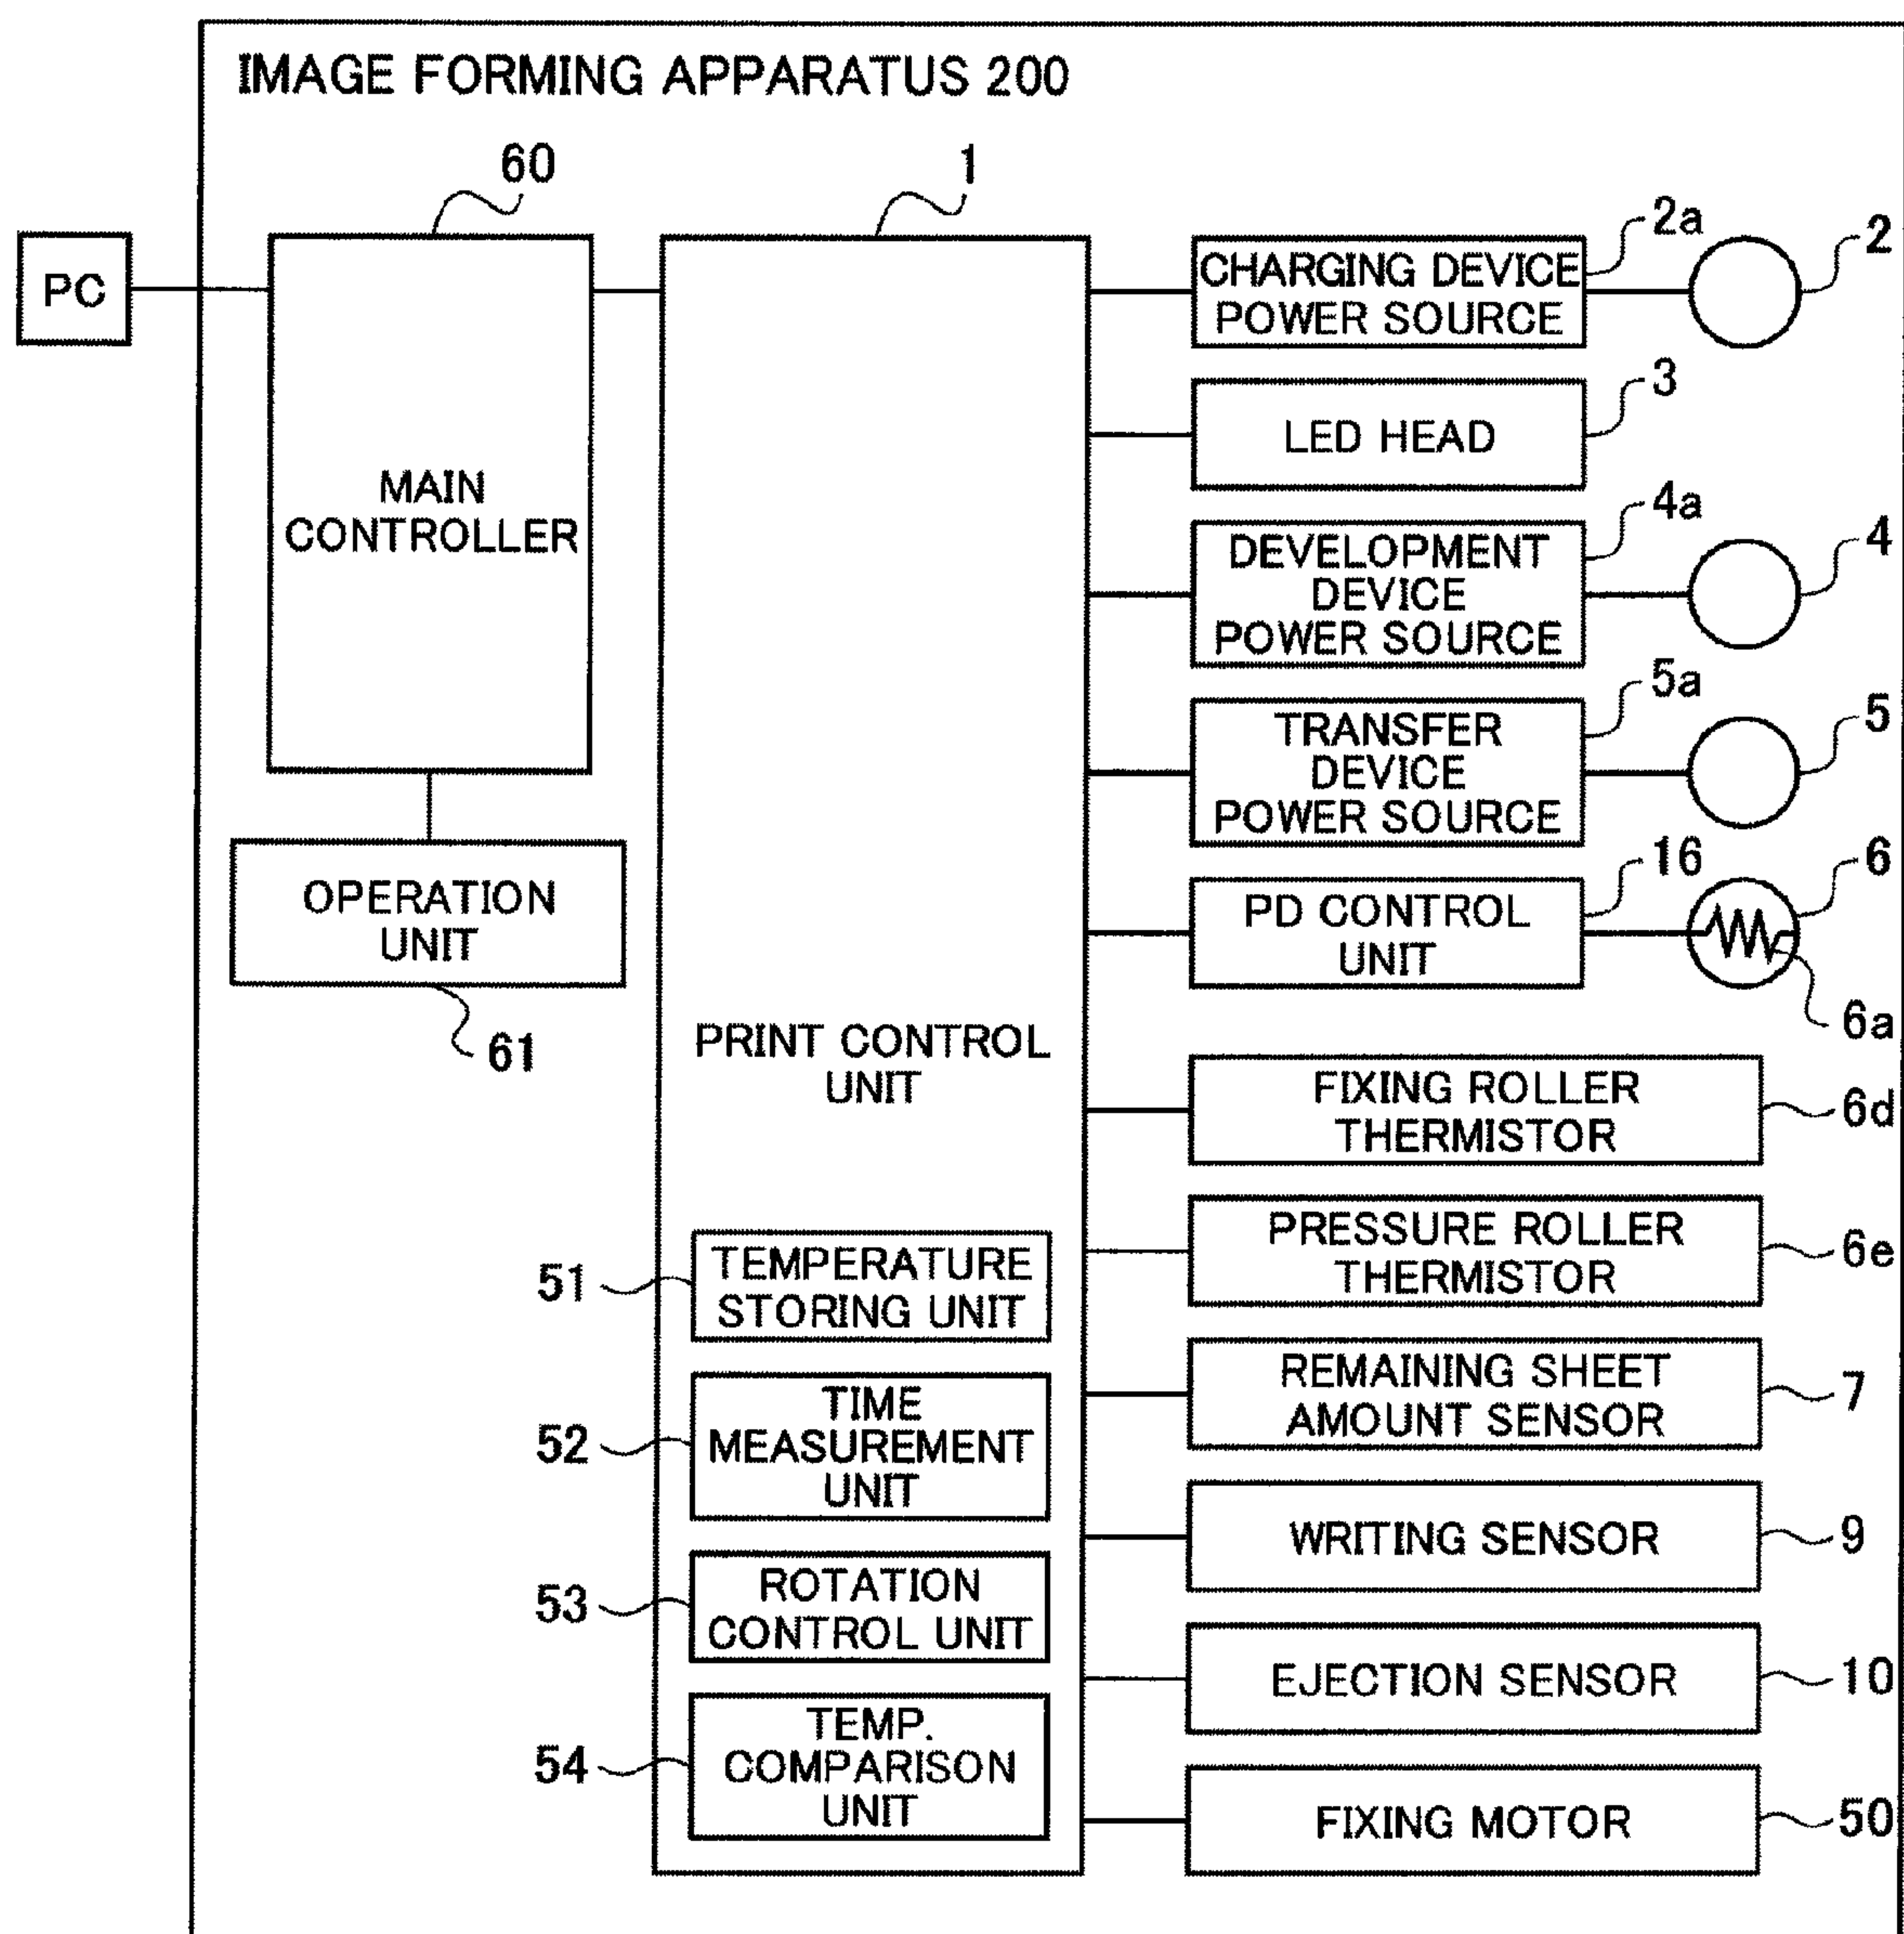 IMAGE FORMING APPARATUS 200
60
1
PC
MAIN
CONTROLLER
OPERATION
UNIT
61
PRINT CONTROL
UNIT
51
TEMPERATURE
STORING UNIT
52
TIME
MEASUREMENT
UNIT
53
ROTATION
CONTROL UNIT
54
TEMP.
COMPARISON
UNIT
CHARGING DEVICE
POWER SOURCE
2a
2
LED HEAD
3
DEVELOPMENT
DEVICE
POWER SOURCE
4a
4
TRANSFER
DEVICE
POWER SOURCE
5a
5
PD CONTROL
UNIT
16
6
6a
FIXING ROLLER
THERMISTOR
6d
PRESSURE ROLLER
THERMISTOR
6e
REMAINING SHEET
AMOUNT SENSOR
7
WRITING SENSOR
9
EJECTION SENSOR
10
FIXING MOTOR
50